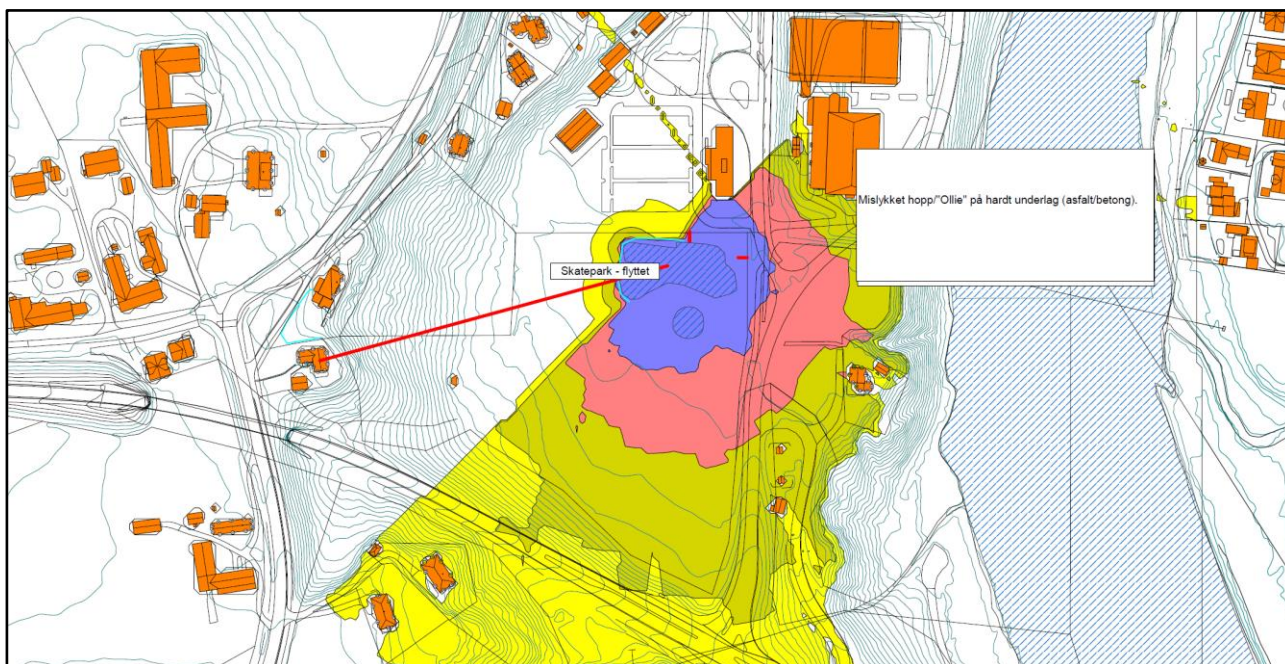 Mislykket hopp/"Ollie" på hardt underlag (asfalt/betong).
Skatepark - flyttet